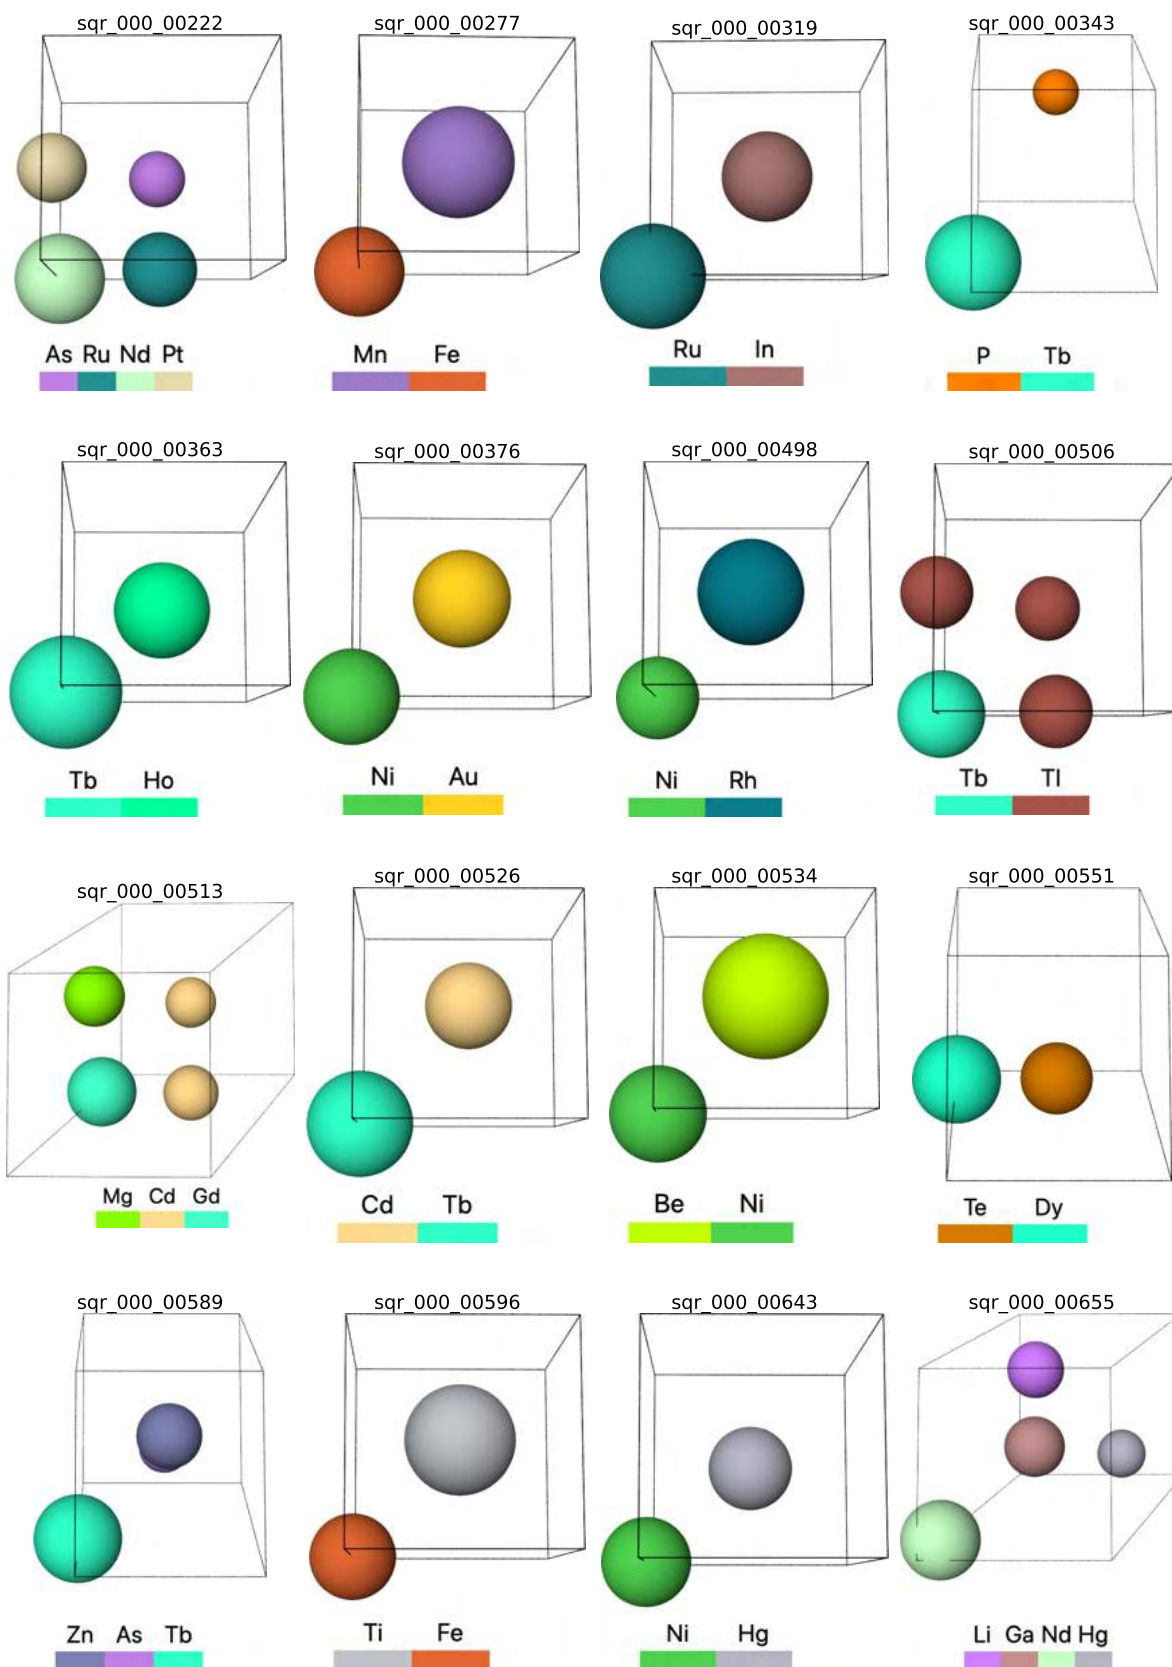 sqr_000_00222 sqr_000_00277 sqr_000_00319 sqr_000_00343
As Ru Nd Pt
Mn Fe
Ru In
P Tb
sqr_000_00363 sqr_000_00376 sqr_000_00498 sqr_000_00506
Tb Ho
Ni Au
Ni Rh
Tb Tl
sqr_000_00513 sqr_000_00526 sqr_000_00534 sqr_000_00551
Mg Cd Gd
Cd Tb
Be Ni
Te Dy
sqr_000_00589 sqr_000_00596 sqr_000_00643 sqr_000_00655
Zn As Tb
Ti Fe
Ni Hg
Li Ga Nd Hg